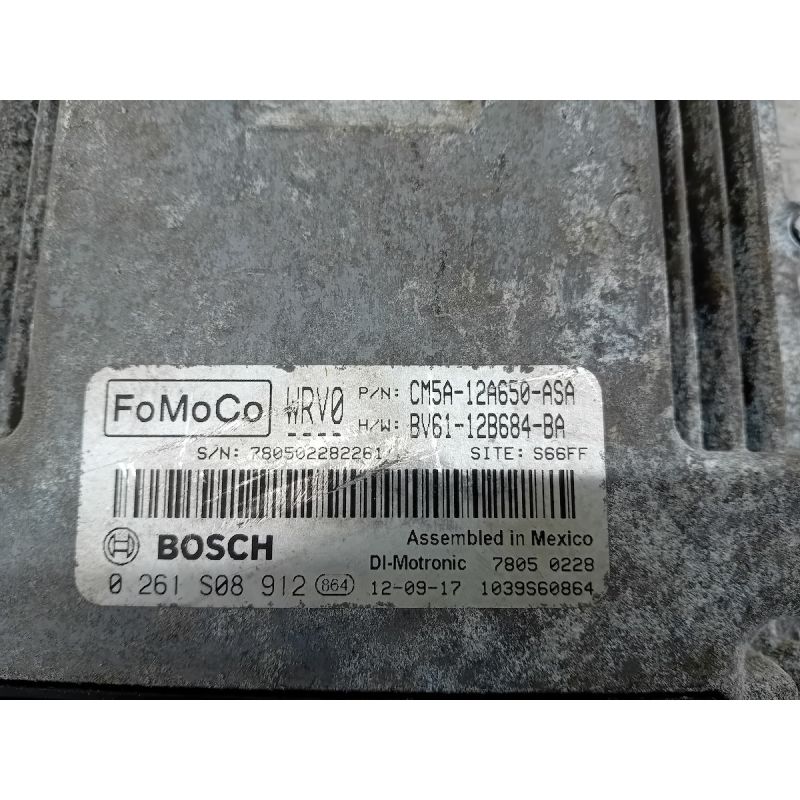 FoMoCo WRV0 P/N: CM5A-12A650-ASA
H/W: BV61-12B684-BA
S/N: SITE: S66FF
BOSCH Assembled in Mexico
DI-Motronic 7805 0228
0 261 S08 912 864 12-09-17 1039S60864